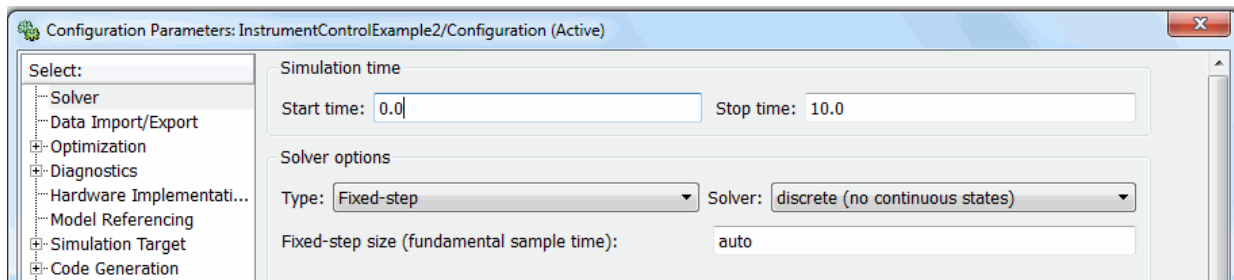 Configuration Parameters: InstrumentControlExample2/Configuration (Active)
Select:
Solver
Data Import/Export
Optimization
Diagnostics
Hardware Implementati...
Model Referencing
Simulation Target
Code Generation
Simulation time
Start time: 0.0 Stop time: 10.0
Solver options
Type: Fixed-step Solver: discrete (no continuous states)
Fixed-step size (fundamental sample time): auto